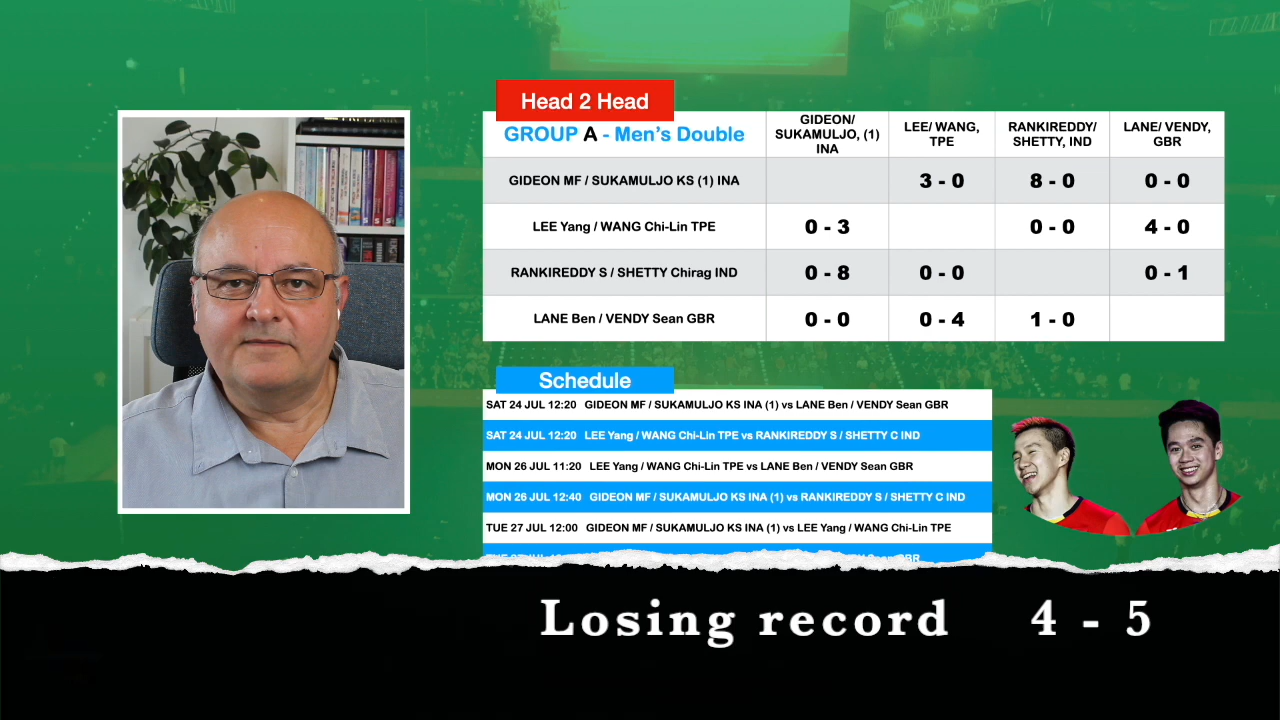 Head 2 Head
GROUP A - Men's Double
GIDEON/
SUKAMULJO, (1)
INA
LEE/ WANG,
TPE
RANKIREDDY/
SHETTY, IND
LANE/ VENDY,
GBR
GIDEON MF / SUKAMULJO KS (1) INA 3 - 0 8 - 0 0 - 0
LEE Yang / WANG Chi-Lin TPE 0 - 3 0 - 0 4 - 0
RANKIREDDY S / SHETTY Chirag IND 0 - 8 0 - 0 0 - 1
LANE Ben / VENDY Sean GBR 0 - 0 0 - 4 1 - 0
Schedule
SAT 24 JUL 12:20 GIDEON MF / SUKAMULJO KS INA (1) vs LANE Ben / VENDY Sean GBR
SAT 24 JUL 12:20 LEE Yang / WANG Chi-Lin TPE vs RANKIREDDY S / SHETTY C IND
MON 26 JUL 11:20 LEE Yang / WANG Chi-Lin TPE vs LANE Ben / VENDY Sean GBR
MON 26 JUL 12:40 GIDEON MF / SUKAMULJO KS INA (1) vs RANKIREDDY S / SHETTY C IND
TUE 27 JUL 12:00 GIDEON MF / SUKAMULJO KS INA (1) vs LEE Yang / WANG Chi-Lin TPE
Losing record 4 - 5